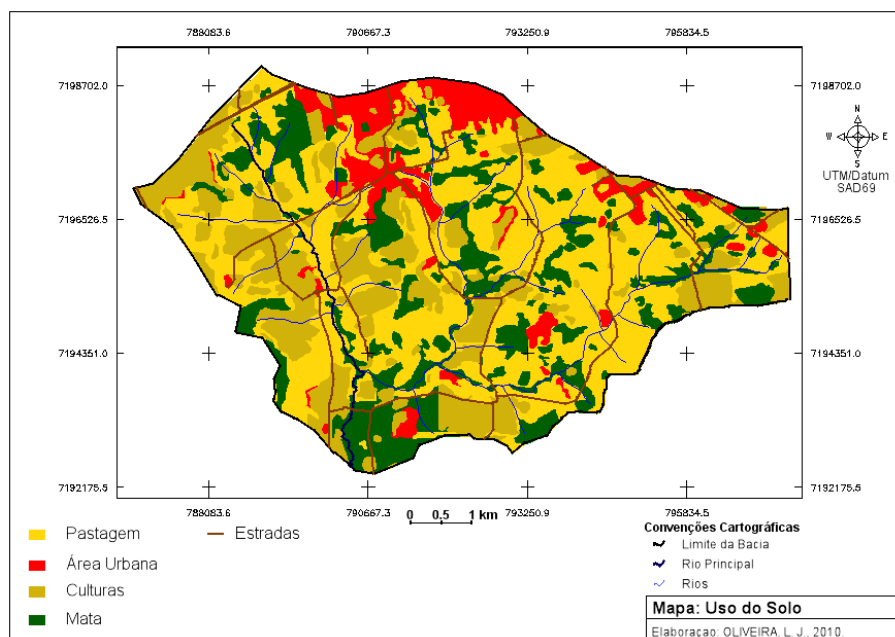 788083.6 790667.3 793250.9 795834.5
7198702.0 7198702.0
N
W E
S
UTM/Datum
SAD69
7196526.5 7196526.5
7194351.0 7194351.0
7192175.5 7192175.5
788083.6 790667.3 793250.9 795834.5
0 0.5 1 km
Pastagem Estradas
Área Urbana
Culturas
Mata
Convenções Cartográficas
Limite da Bacia
Rio Principal
Rios
Mapa: Uso do Solo
Elaboracao: OLIVEIRA, L. J., 2010.